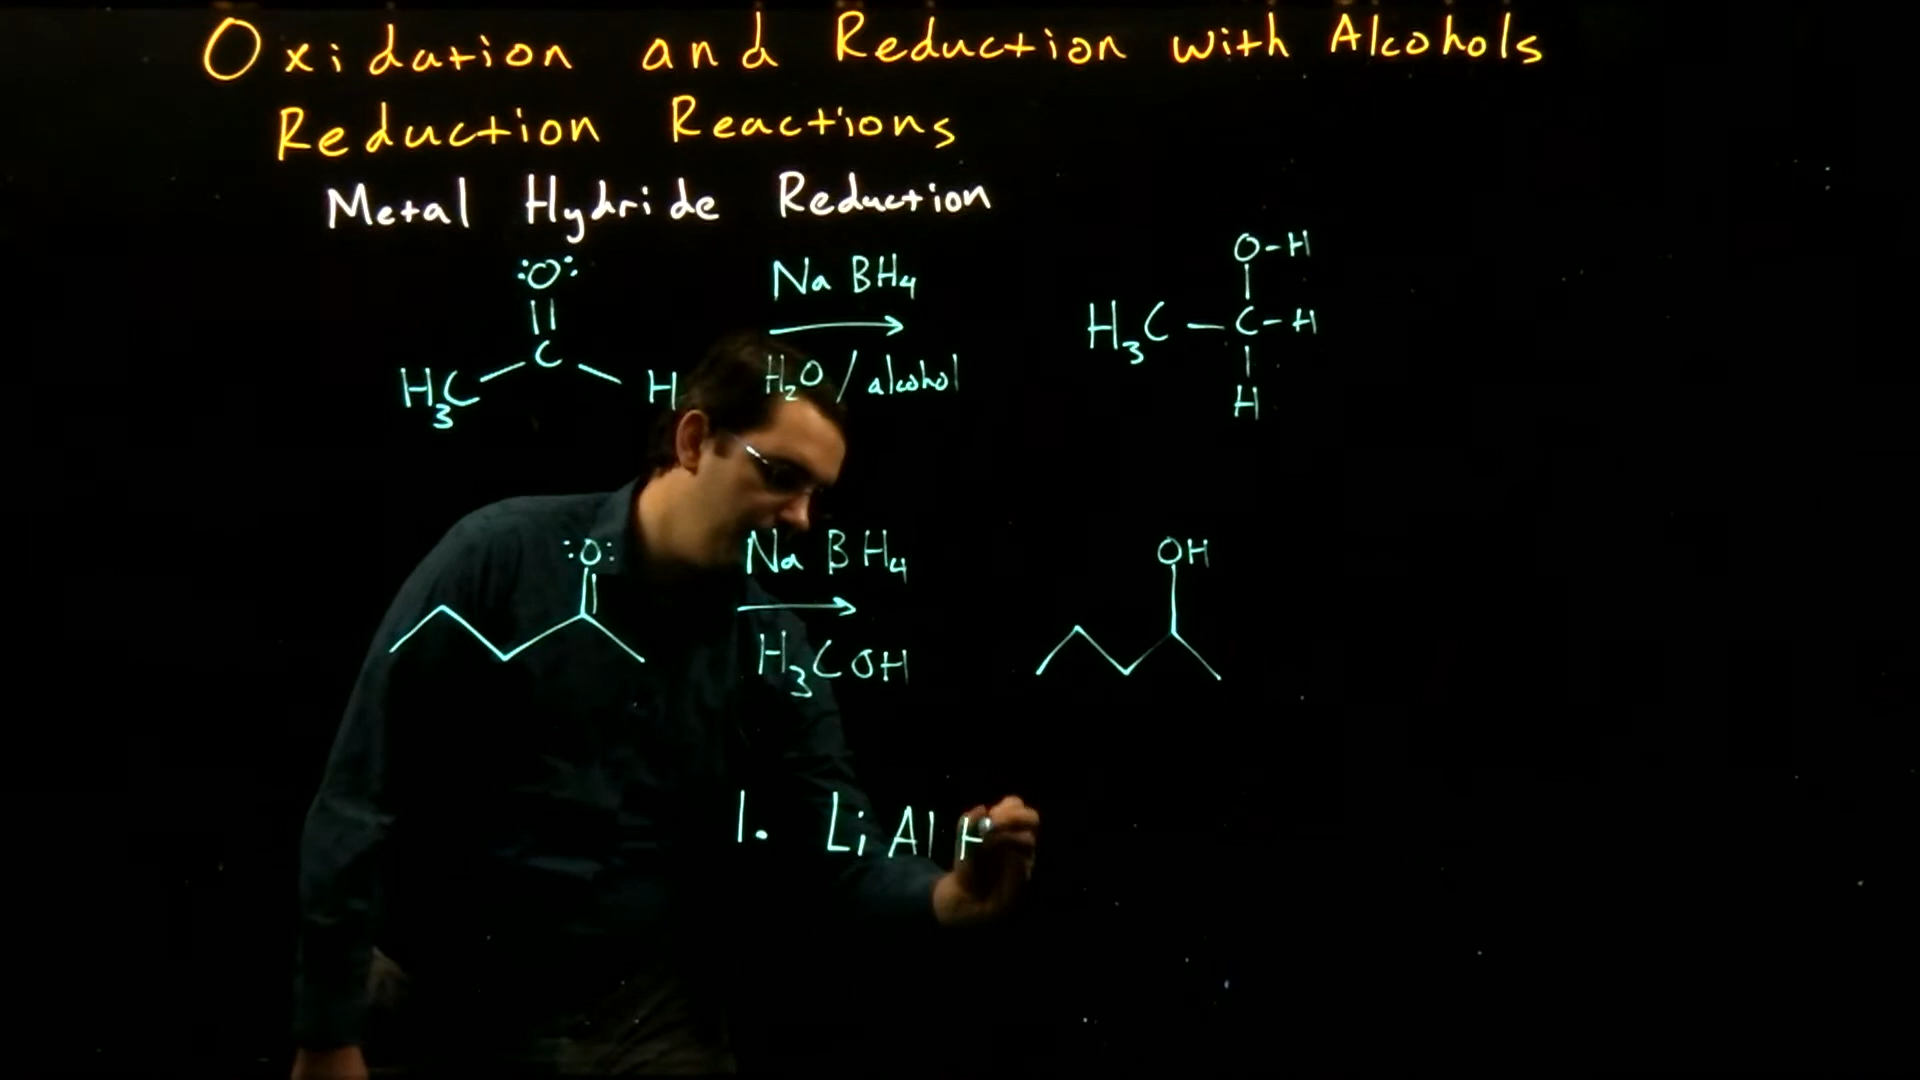 Oxidation and Reduction with Alcohols
Reduction Reactions
Metal Hydride Reduction
:O: NaBH4 O-H
H3C C H H2O / alcohol H3C-C-H
H
:O: NaBH4 OH
H3COH
1. LiAlH